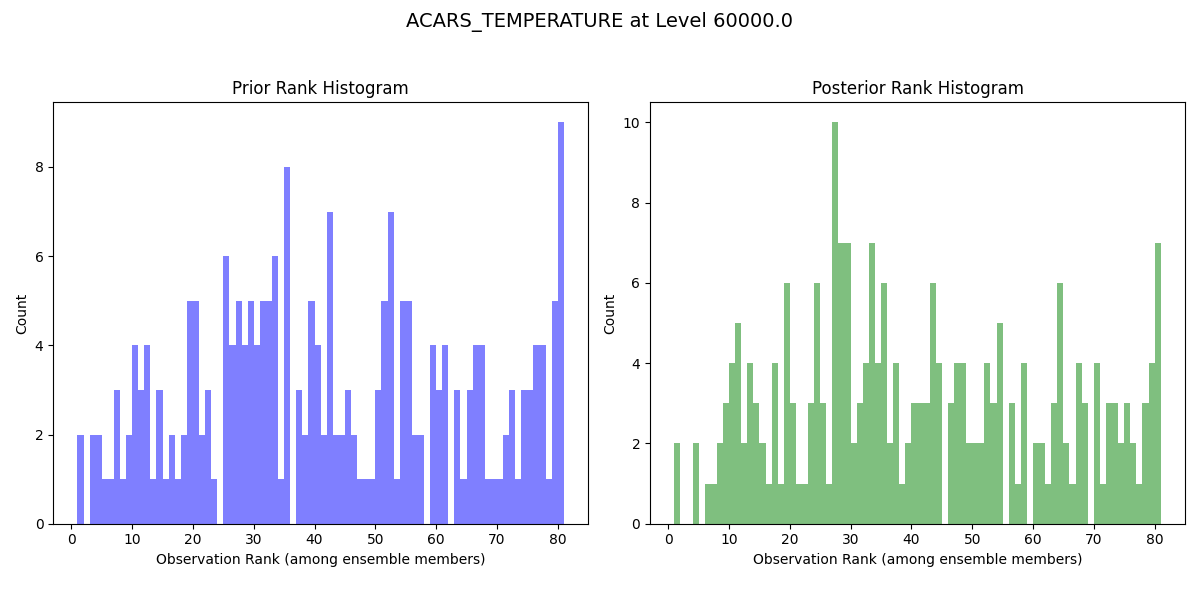 ACARS_TEMPERATURE at Level 60000.0
Prior Rank Histogram
Count
8
6
4
2
0
0 10 20 30 40 50 60 70 80
Observation Rank (among ensemble members)
Posterior Rank Histogram
Count
10
8
6
4
2
0
0 10 20 30 40 50 60 70 80
Observation Rank (among ensemble members)